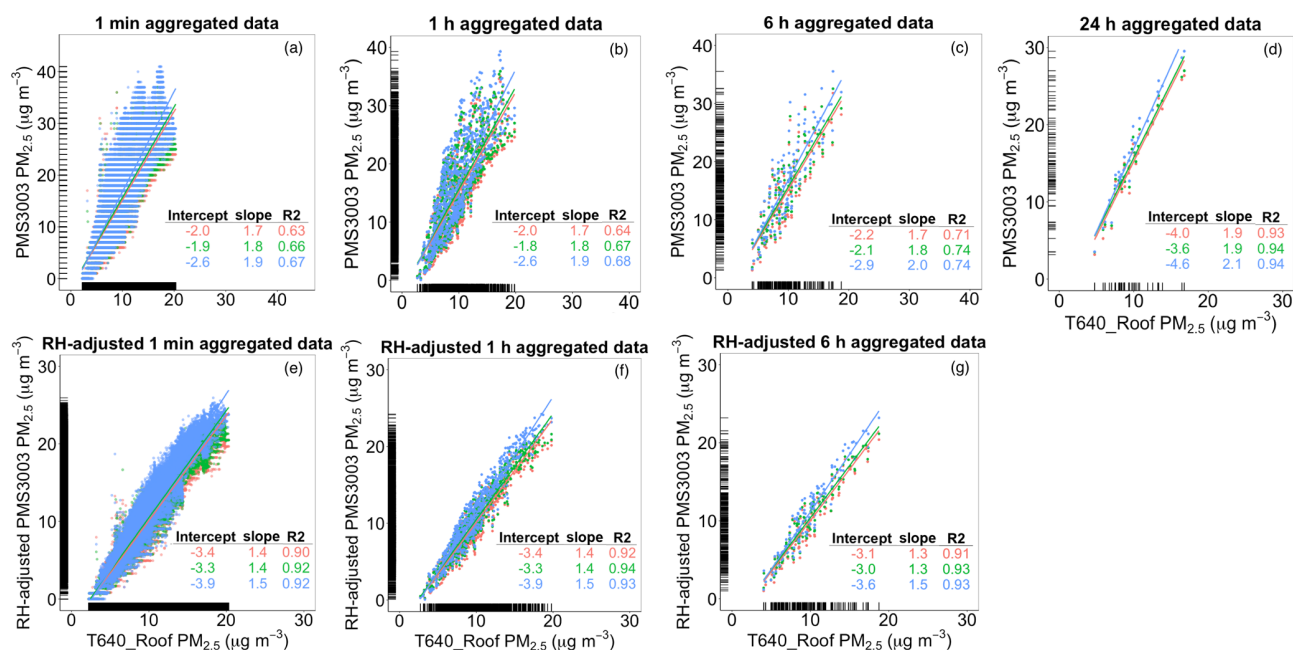 1 min aggregated data
1 h aggregated data
6 h aggregated data
24 h aggregated data
(a)
PMS3003 PM2.5 (μg m−3)
40
30
20
10
0
Intercept slope R2
-2.0 1.7 0.63
-1.9 1.8 0.66
-2.6 1.9 0.67
0 10 20 30 40
(b)
PMS3003 PM2.5 (μg m−3)
40
30
20
10
0
Intercept slope R2
-2.0 1.7 0.64
-1.8 1.8 0.67
-2.6 1.9 0.68
0 10 20 30 40
(c)
PMS3003 PM2.5 (μg m−3)
40
30
20
10
0
Intercept slope R2
-2.2 1.7 0.71
-2.1 1.8 0.74
-2.9 2.0 0.74
0 10 20 30 40
(d)
PMS3003 PM2.5 (μg m−3)
30
20
10
0
Intercept slope R2
-4.0 1.9 0.93
-3.6 1.9 0.94
-4.6 2.1 0.94
0 10 20 30
T640_Roof PM2.5 (μg m−3)
RH-adjusted 1 min aggregated data
RH-adjusted 1 h aggregated data
RH-adjusted 6 h aggregated data
(e)
RH-adjusted PMS3003 PM2.5 (μg m−3)
30
20
10
0
Intercept slope R2
-3.4 1.4 0.90
-3.3 1.4 0.92
-3.9 1.5 0.92
0 10 20 30
T640_Roof PM2.5 (μg m−3)
(f)
RH-adjusted PMS3003 PM2.5 (μg m−3)
30
20
10
0
Intercept slope R2
-3.4 1.4 0.92
-3.3 1.4 0.94
-3.9 1.5 0.93
0 10 20 30
T640_Roof PM2.5 (μg m−3)
(g)
RH-adjusted PMS3003 PM2.5 (μg m−3)
30
20
10
0
Intercept slope R2
-3.1 1.3 0.91
-3.0 1.3 0.93
-3.6 1.5 0.93
0 10 20 30
T640_Roof PM2.5 (μg m−3)